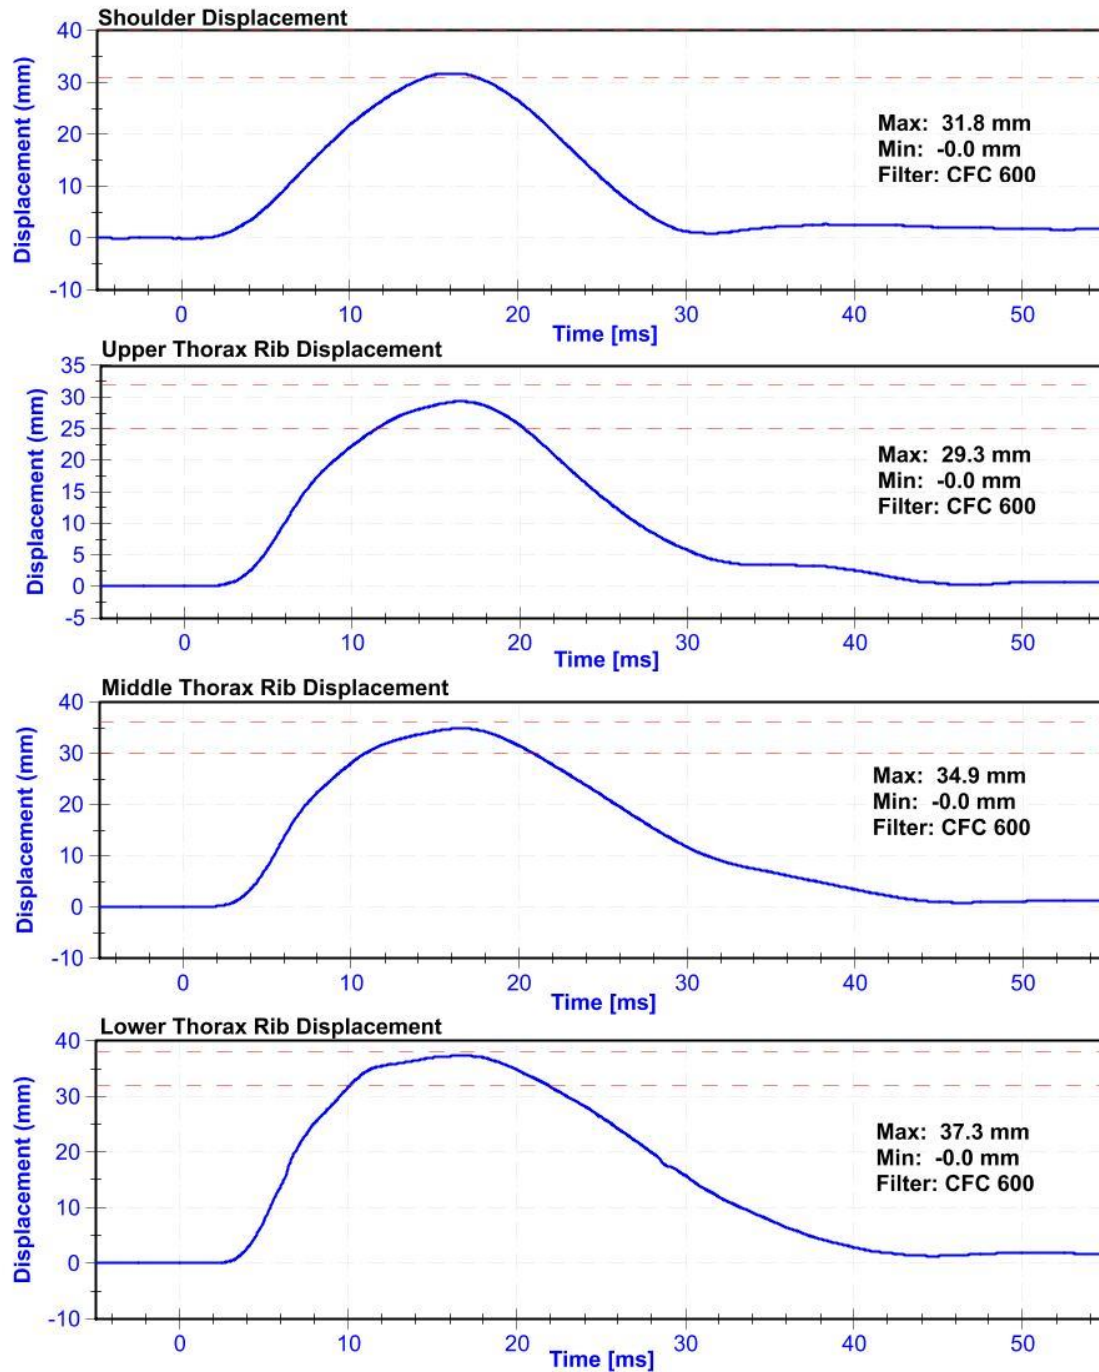 Shoulder Displacement
40
30
20
10
0
-10
Displacement (mm)
Max: 31.8 mm
Min: -0.0 mm
Filter: CFC 600
0 10 20 30 40 50
Time [ms]
Upper Thorax Rib Displacement
35
30
25
20
15
10
5
0
-5
Displacement (mm)
Max: 29.3 mm
Min: -0.0 mm
Filter: CFC 600
0 10 20 30 40 50
Time [ms]
Middle Thorax Rib Displacement
40
30
20
10
0
-10
Displacement (mm)
Max: 34.9 mm
Min: -0.0 mm
Filter: CFC 600
0 10 20 30 40 50
Time [ms]
Lower Thorax Rib Displacement
40
30
20
10
0
-10
Displacement (mm)
Max: 37.3 mm
Min: -0.0 mm
Filter: CFC 600
0 10 20 30 40 50
Time [ms]